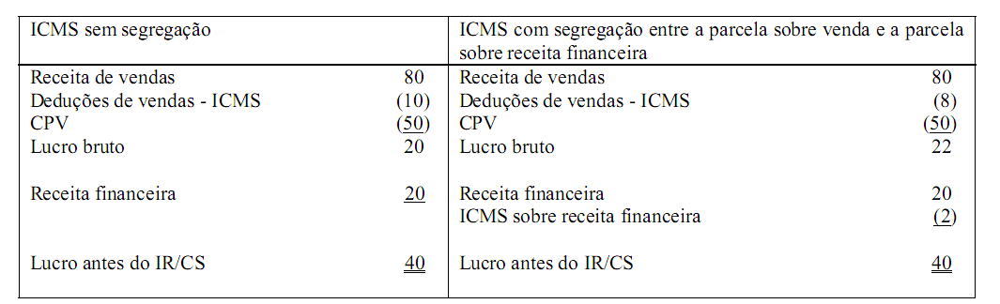 ICMS sem segregação
Receita de vendas 80
Deduções de vendas - ICMS (10)
CPV (50)
Lucro bruto 20
Receita financeira 20
Lucro antes do IR/CS 40
ICMS com segregação entre a parcela sobre venda e a parcela
sobre receita financeira
Receita de vendas 80
Deduções de vendas - ICMS (8)
CPV (50)
Lucro bruto 22
Receita financeira 20
ICMS sobre receita financeira (2)
Lucro antes do IR/CS 40